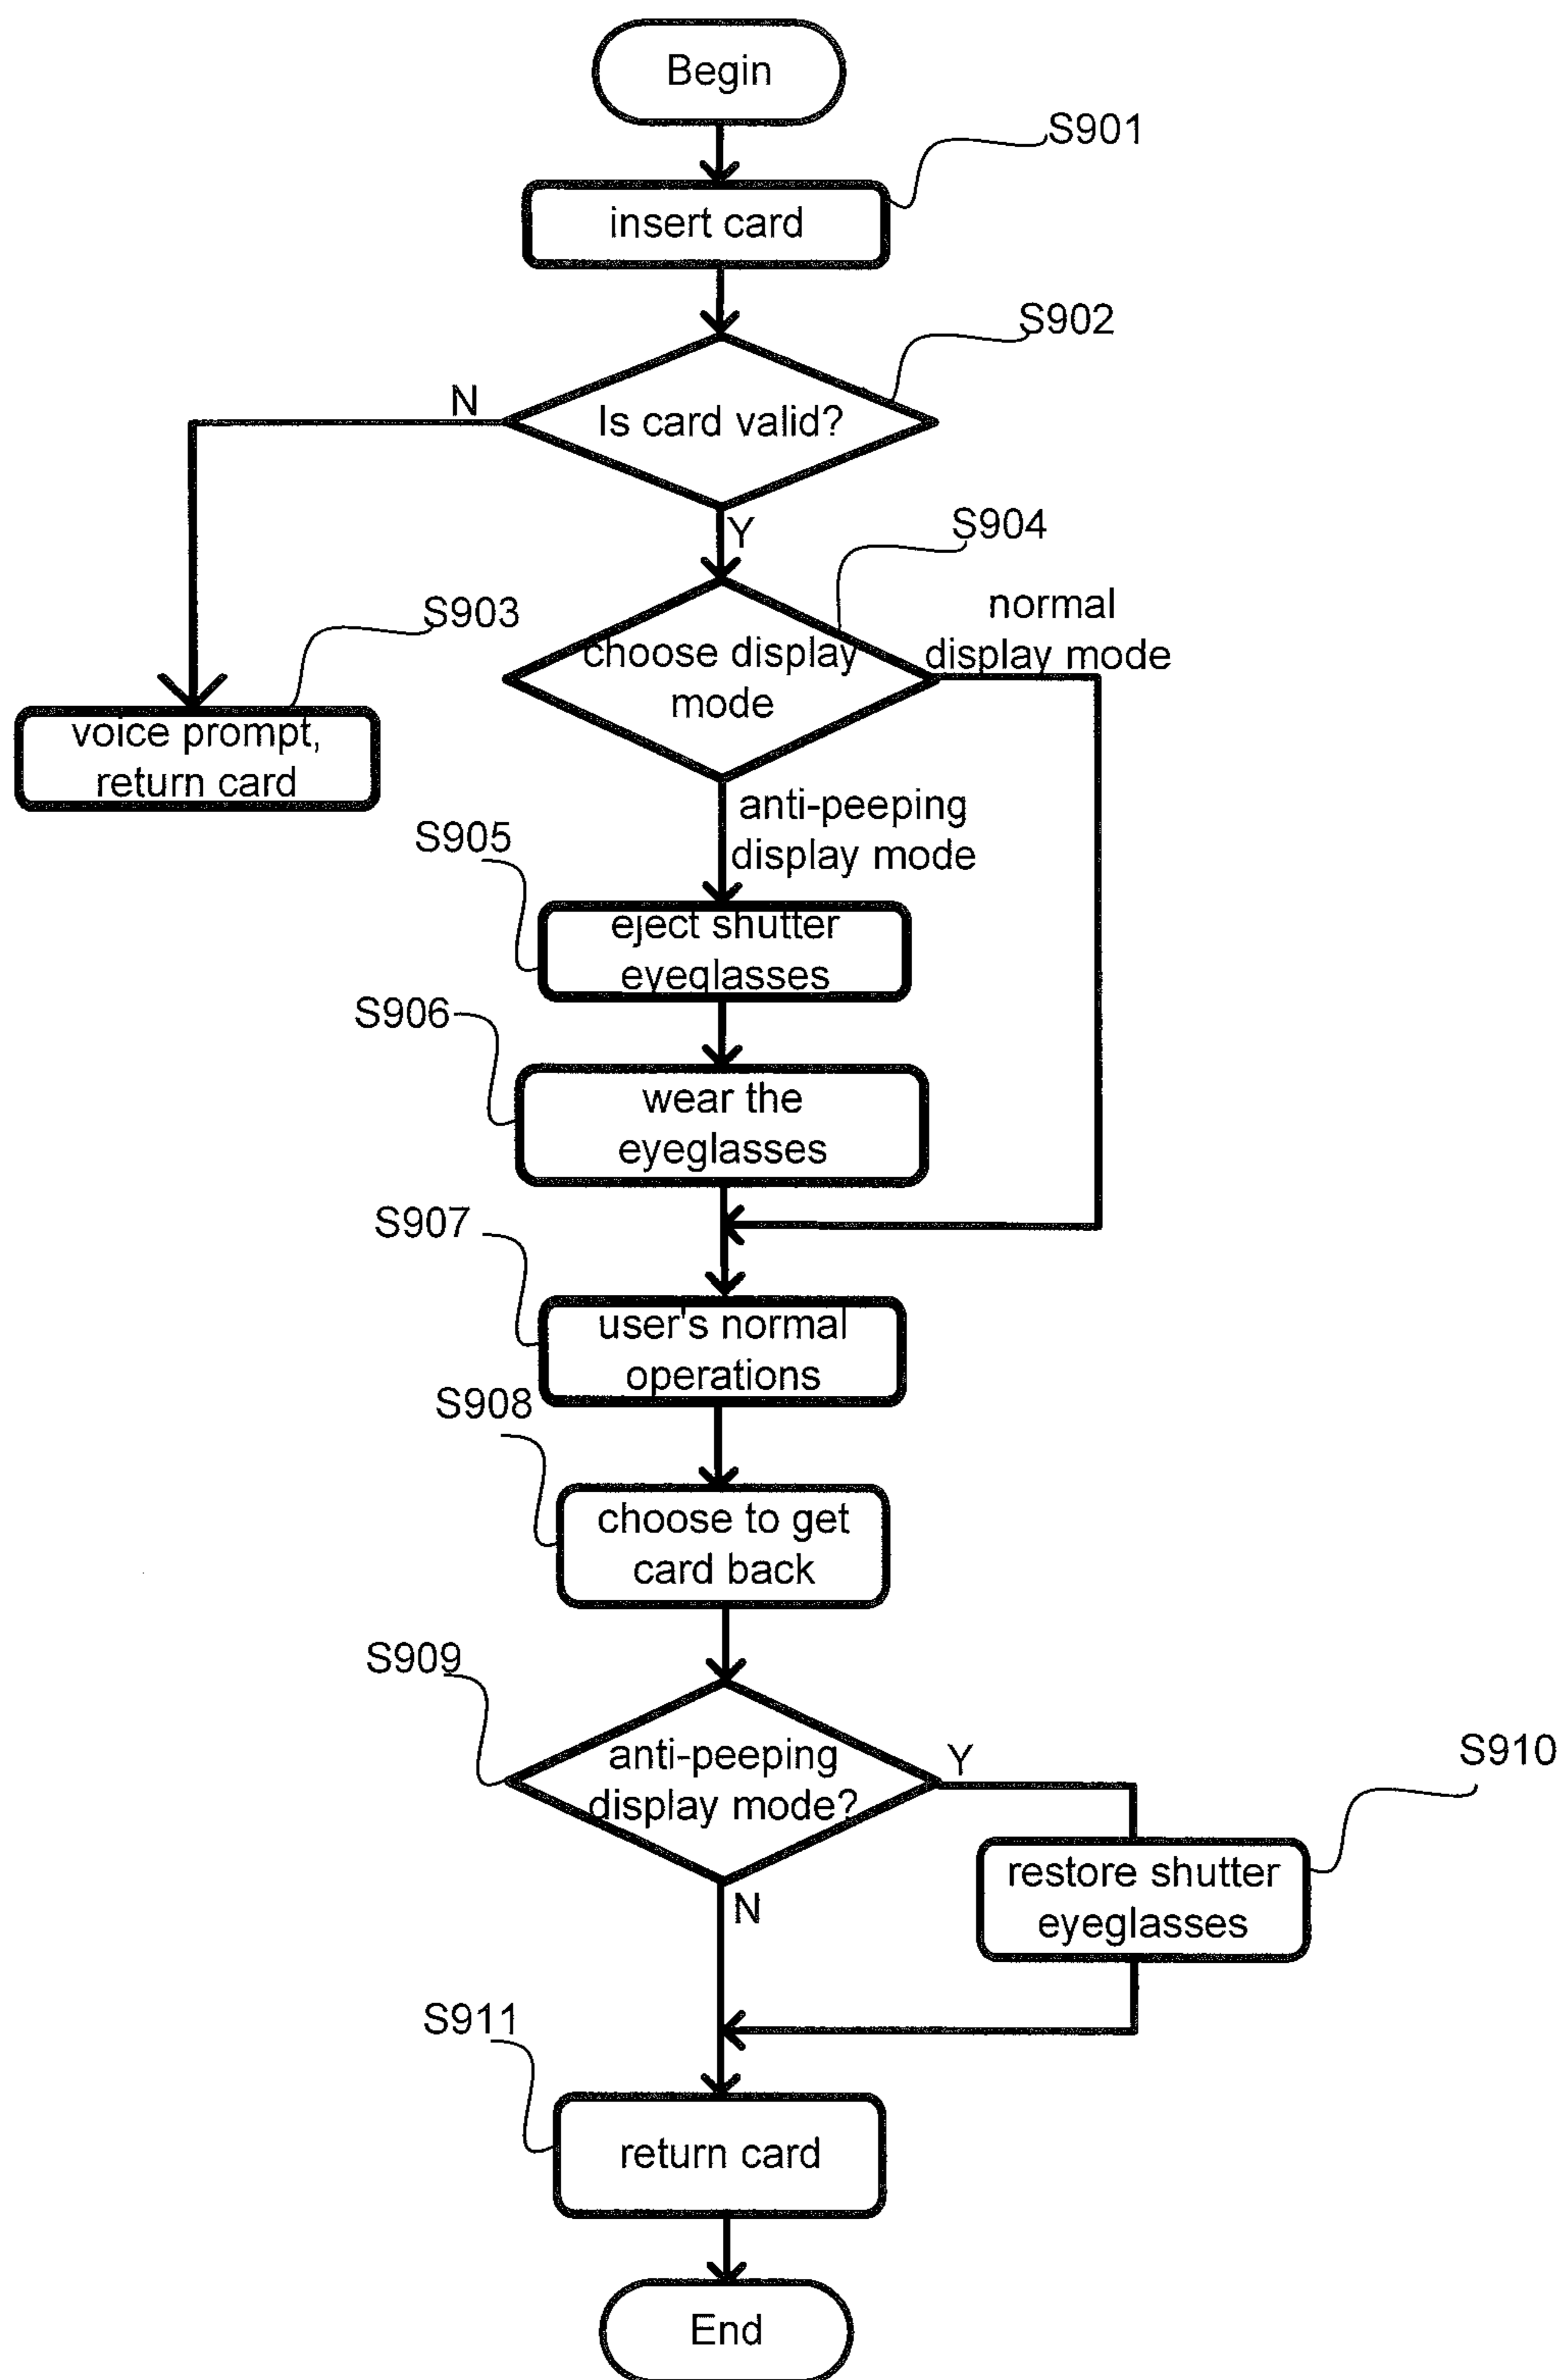 Begin
S901
insert card
S902
N
Is card valid?
Y
S904
normal
display mode
S903
choose display
mode
voice prompt,
return card
anti-peeping
display mode
S905
eject shutter
eyeglasses
S906
wear the
eyeglasses
S907
user's normal
operations
S908
choose to get
card back
S909
anti-peeping
display mode?
Y
S910
restore shutter
eyeglasses
N
S911
return card
End